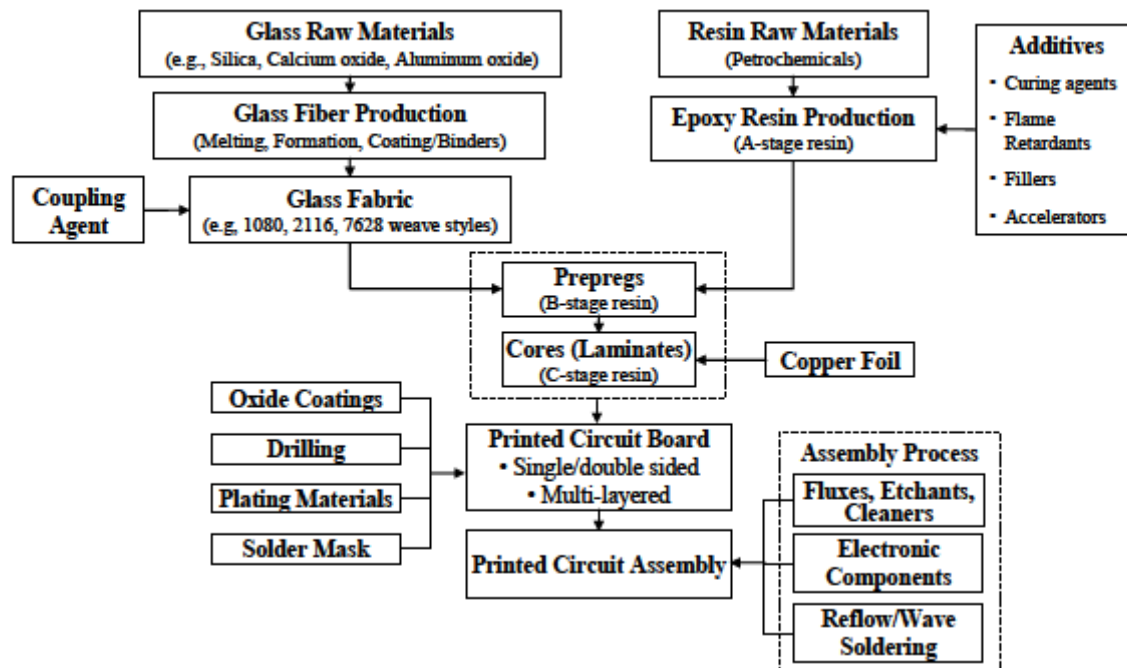 Glass Raw Materials
(e.g., Silica, Calcium oxide, Aluminum oxide)
Resin Raw Materials
(Petrochemicals)
Additives
• Curing agents
• Flame
Retardants
• Fillers
• Accelerators
Glass Fiber Production
(Melting, Formation, Coating/Binders)
Epoxy Resin Production
(A-stage resin)
Coupling
Agent
Glass Fabric
(e.g, 1080, 2116, 7628 weave styles)
Prepregs
(B-stage resin)
Cores (Laminates)
(C-stage resin)
Copper Foil
Oxide Coatings
Drilling
Plating Materials
Solder Mask
Printed Circuit Board
• Single/double sided
• Multi-layered
Printed Circuit Assembly
Assembly Process
Fluxes, Etchants,
Cleaners
Electronic
Components
Reflow/Wave
Soldering